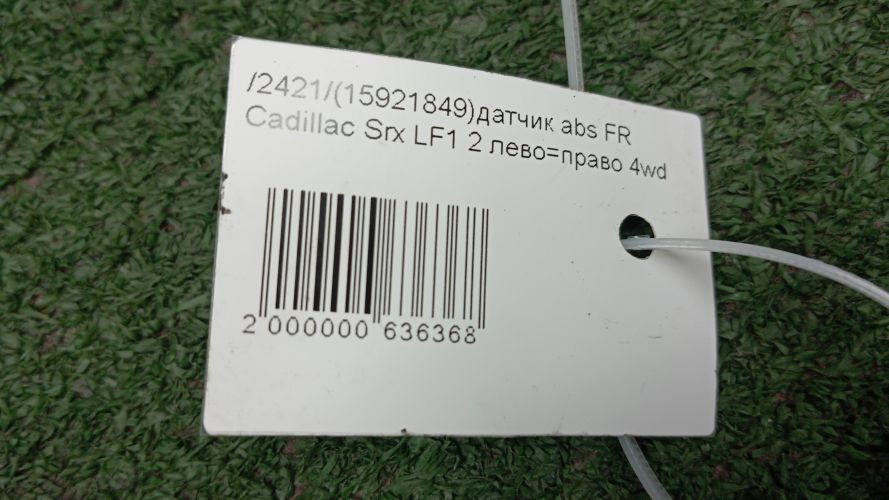 /2421/(15921849)датчик abs FR
Cadillac Srx LF1 2 лево=право 4wd
2 000000 636368